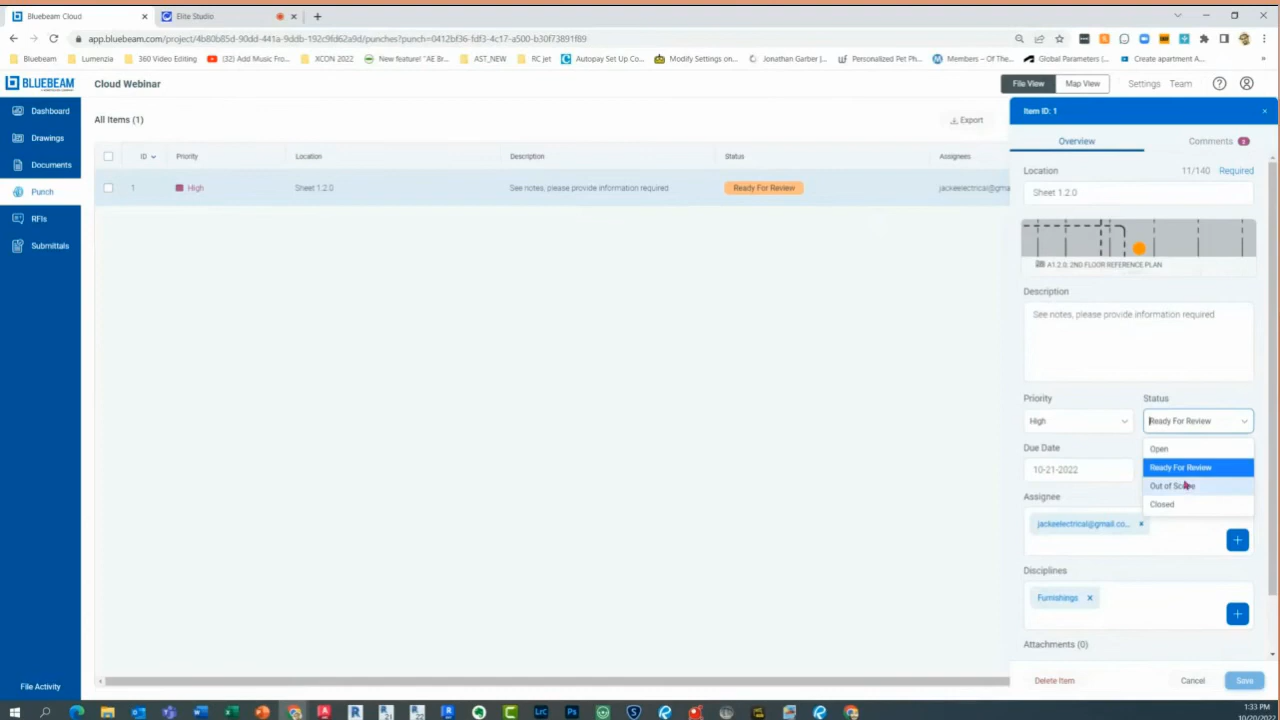 Bluebeam Cloud
Elite Studio
app.bluebeam.com/project/4b80b85d-90dd-441a-9ddb-192c9fd62a9d/punches?punch=0412bf36-fdf3-4c17-a500-b30f73891f89
Bluebeam
Lumenzia
360 Video Editing
(32) Add Music Fro...
XCON 2022
New feature! "AE Br...
AST_NEW
RC jet
Autopay Set Up Co...
Modify Settings on...
Jonathan Garber |...
Personalized Pet Ph...
Members – Of The...
Global Parameters (...
Create apartment A...
BLUEBEAM
Cloud Webinar
File View
Map View
Settings
Team
Dashboard
Drawings
Documents
Punch
RFIs
Submittals
File Activity
All Items (1)
Export
ID
Priority
Location
Description
Status
Assignees
1
High
Sheet 1.2.0
See notes, please provide information required
Ready For Review
jackeelectrical@gma
Item ID: 1
Overview
Comments
Location
11/140
Required
Sheet 1.2.0
A1.2.0: 2ND FLOOR REFERENCE PLAN
Description
See notes, please provide information required
Priority
Status
High
Ready For Review
Open
Ready For Review
Out of Scope
Closed
Due Date
10-21-2022
Assignee
jackeelectrical@gmail.co...
Disciplines
Furnishings
Attachments (0)
Delete Item
Cancel
Save
1:33 PM
10/20/2022